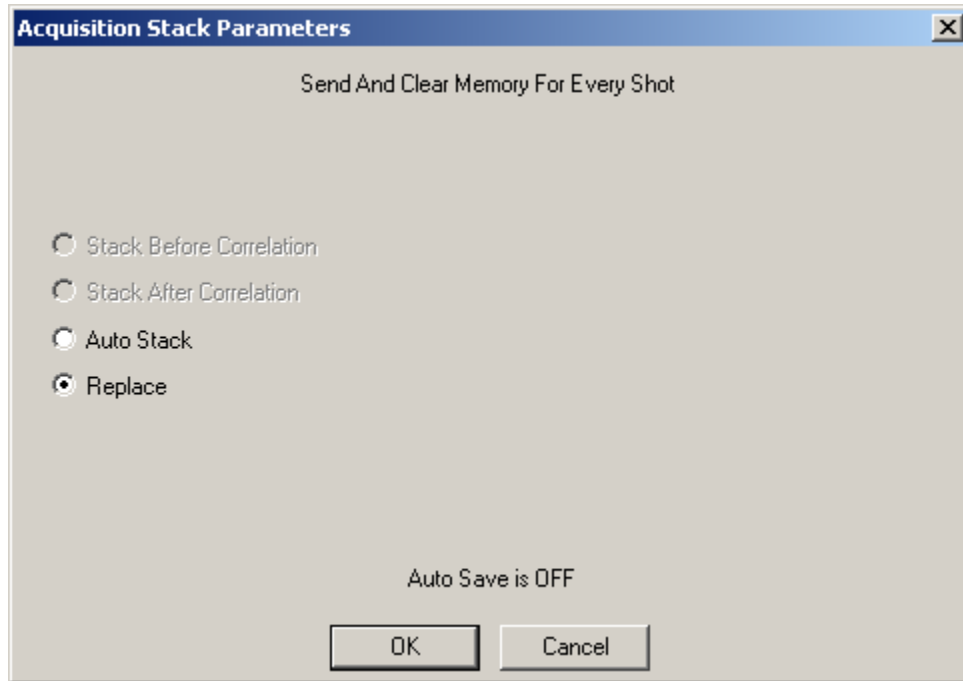 Acquisition Stack Parameters
Send And Clear Memory For Every Shot
Stack Before Correlation
Stack After Correlation
Auto Stack
Replace
Auto Save is OFF
OK
Cancel